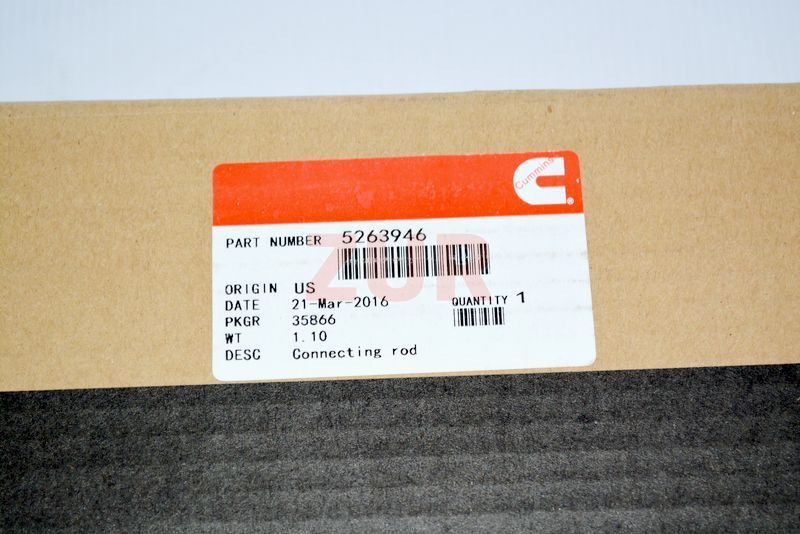 Cummins
®
PART NUMBER 5263946
ZUR
ORIGIN US
DATE 21-Mar-2016
QUANTITY 1
PKGR 35866
WT 1.10
DESC Connecting rod